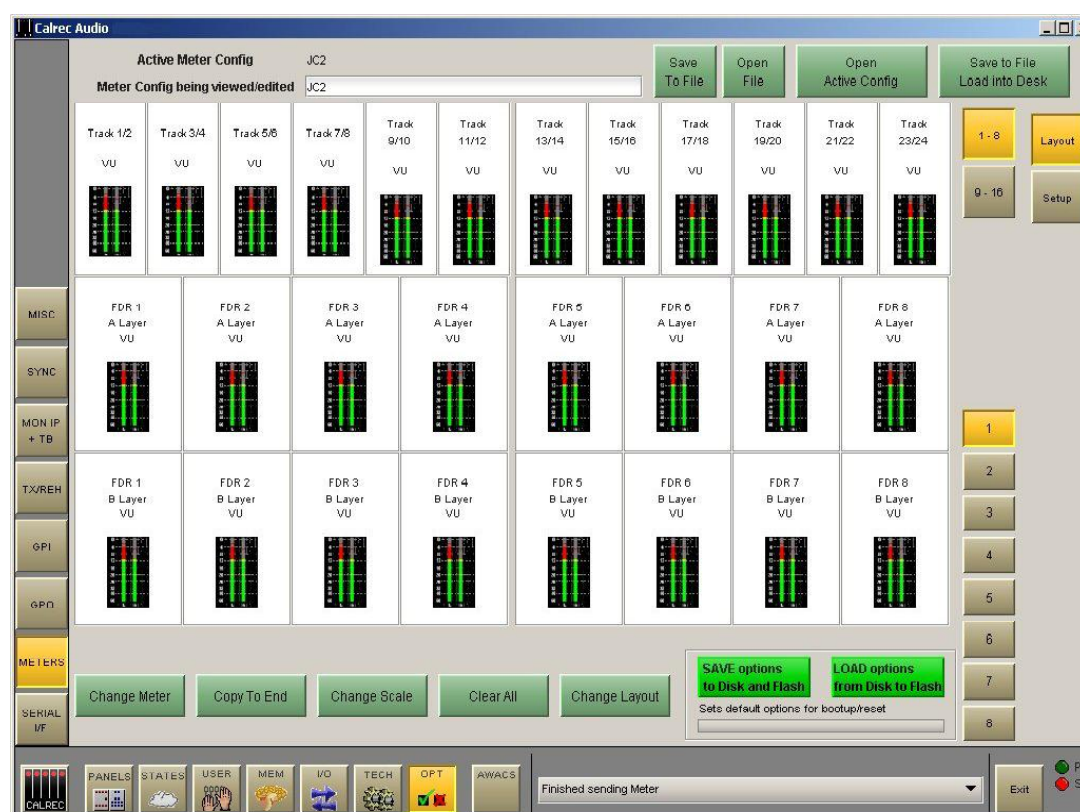 Calrec Audio
Active Meter Config JC2
Meter Config being viewed/edited JC2
Save To File
Open File
Open Active Config
Save to File Load into Desk
Track 1/2 VU
Track 3/4 VU
Track 5/6 VU
Track 7/8 VU
Track 9/10 VU
Track 11/12 VU
Track 13/14 VU
Track 15/16 VU
Track 17/18 VU
Track 19/20 VU
Track 21/22 VU
Track 23/24 VU
1 - 8
Layout
9 - 16
Setup
FDR 1 A Layer VU
FDR 2 A Layer VU
FDR 3 A Layer VU
FDR 4 A Layer VU
FDR 5 A Layer VU
FDR 6 A Layer VU
FDR 7 A Layer VU
FDR 8 A Layer VU
FDR 1 B Layer VU
FDR 2 B Layer VU
FDR 3 B Layer VU
FDR 4 B Layer VU
FDR 5 B Layer VU
FDR 6 B Layer VU
FDR 7 B Layer VU
FDR 8 B Layer VU
MISC
SYNC
MON IP + TB
TX/REH
GPI
GPO
METERS
SERIAL I/F
1
2
3
4
5
6
7
8
Change Meter
Copy To End
Change Scale
Clear All
Change Layout
SAVE options to Disk and Flash
LOAD options from Disk to Flash
Sets default options for bootup/reset
CALREC
PANELS
STATES
USER
MEM
I/O
TECH
OPT
AWACS
Finished sending Meter
Exit
P
S